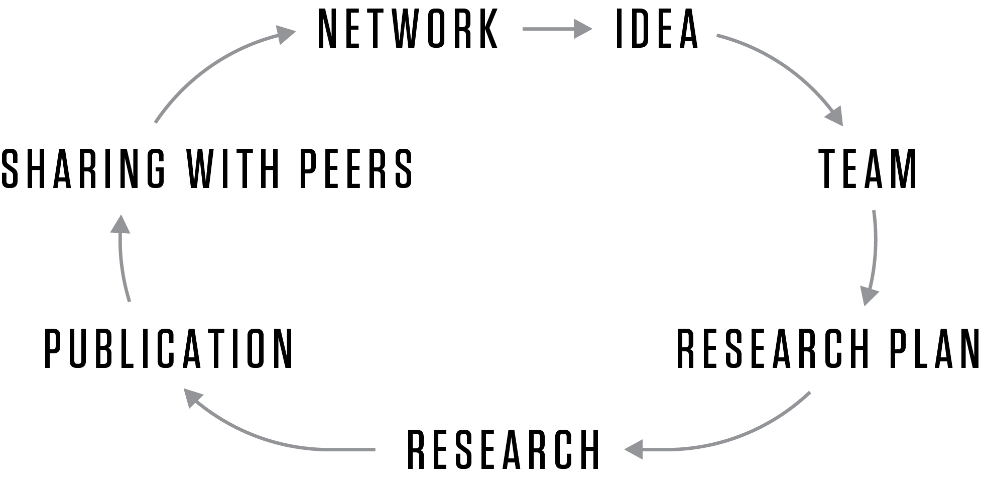 NETWORK
IDEA
TEAM
RESEARCH PLAN
RESEARCH
PUBLICATION
SHARING WITH PEERS